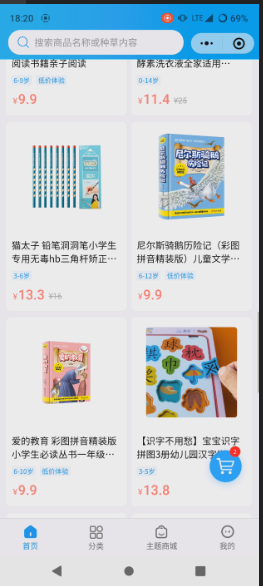 18:20 LTE 69%
搜索商品名称或种草内容
阅读书籍亲子阅读
酵素洗衣液全家适用…
6-9岁 低价体验
0-14岁
¥9.9
¥11.4 ¥25
尼尔斯骑鹅历险记
猫太子 铅笔洞洞笔小学生专用无毒hb三角杆矫正…
尼尔斯骑鹅历险记（彩图拼音精装版）儿童文学…
3-6岁
6-12岁 低价体验
¥13.3 ¥16
¥9.9
爱的教育
球 枕
巾
爱的教育 彩图拼音精装版小学生必读丛书一年级…
【识字不用愁】宝宝识字拼图3册幼儿园汉字
6-10岁 低价体验
3-5岁
¥9.9
¥13.8
2
首页 分类 主题商城 我的